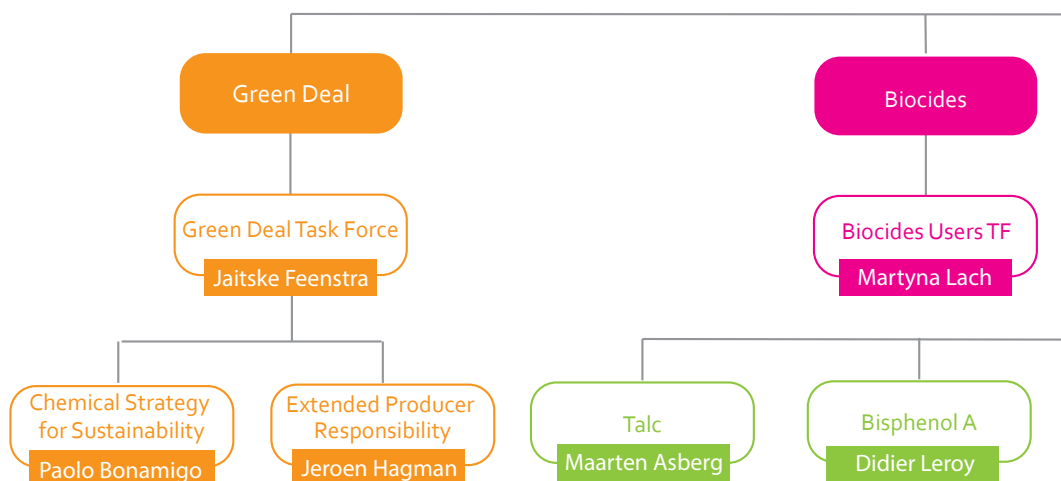 Green Deal
Biocides
Green Deal Task Force
Jaitske Feenstra
Biocides Users TF
Martyna Lach
Chemical Strategy
for Sustainability
Paolo Bonamigo
Extended Producer
Responsibility
Jeroen Hagman
Talc
Maarten Asberg
Bisphenol A
Didier Leroy